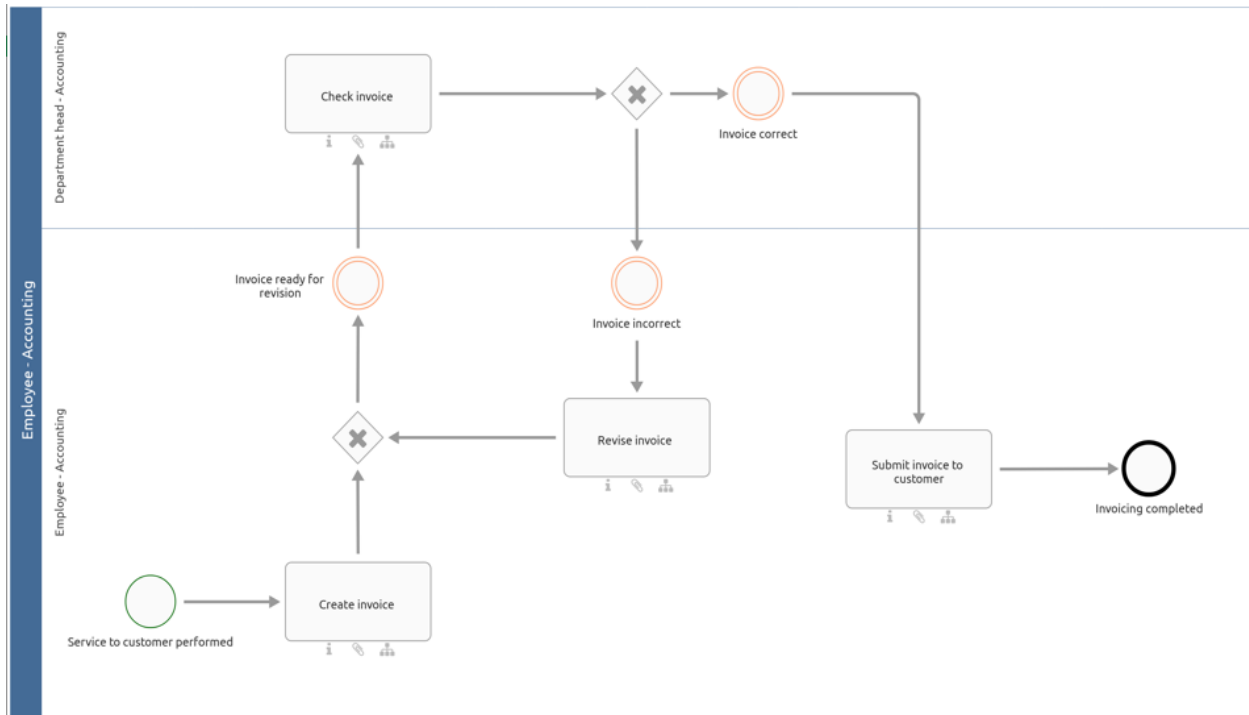 Employee - Accounting
Department head - Accounting
Check invoice
Invoice correct
Employee - Accounting
Invoice ready for
revision
Invoice incorrect
Revise invoice
Submit invoice to
customer
Invoicing completed
Create invoice
Service to customer performed